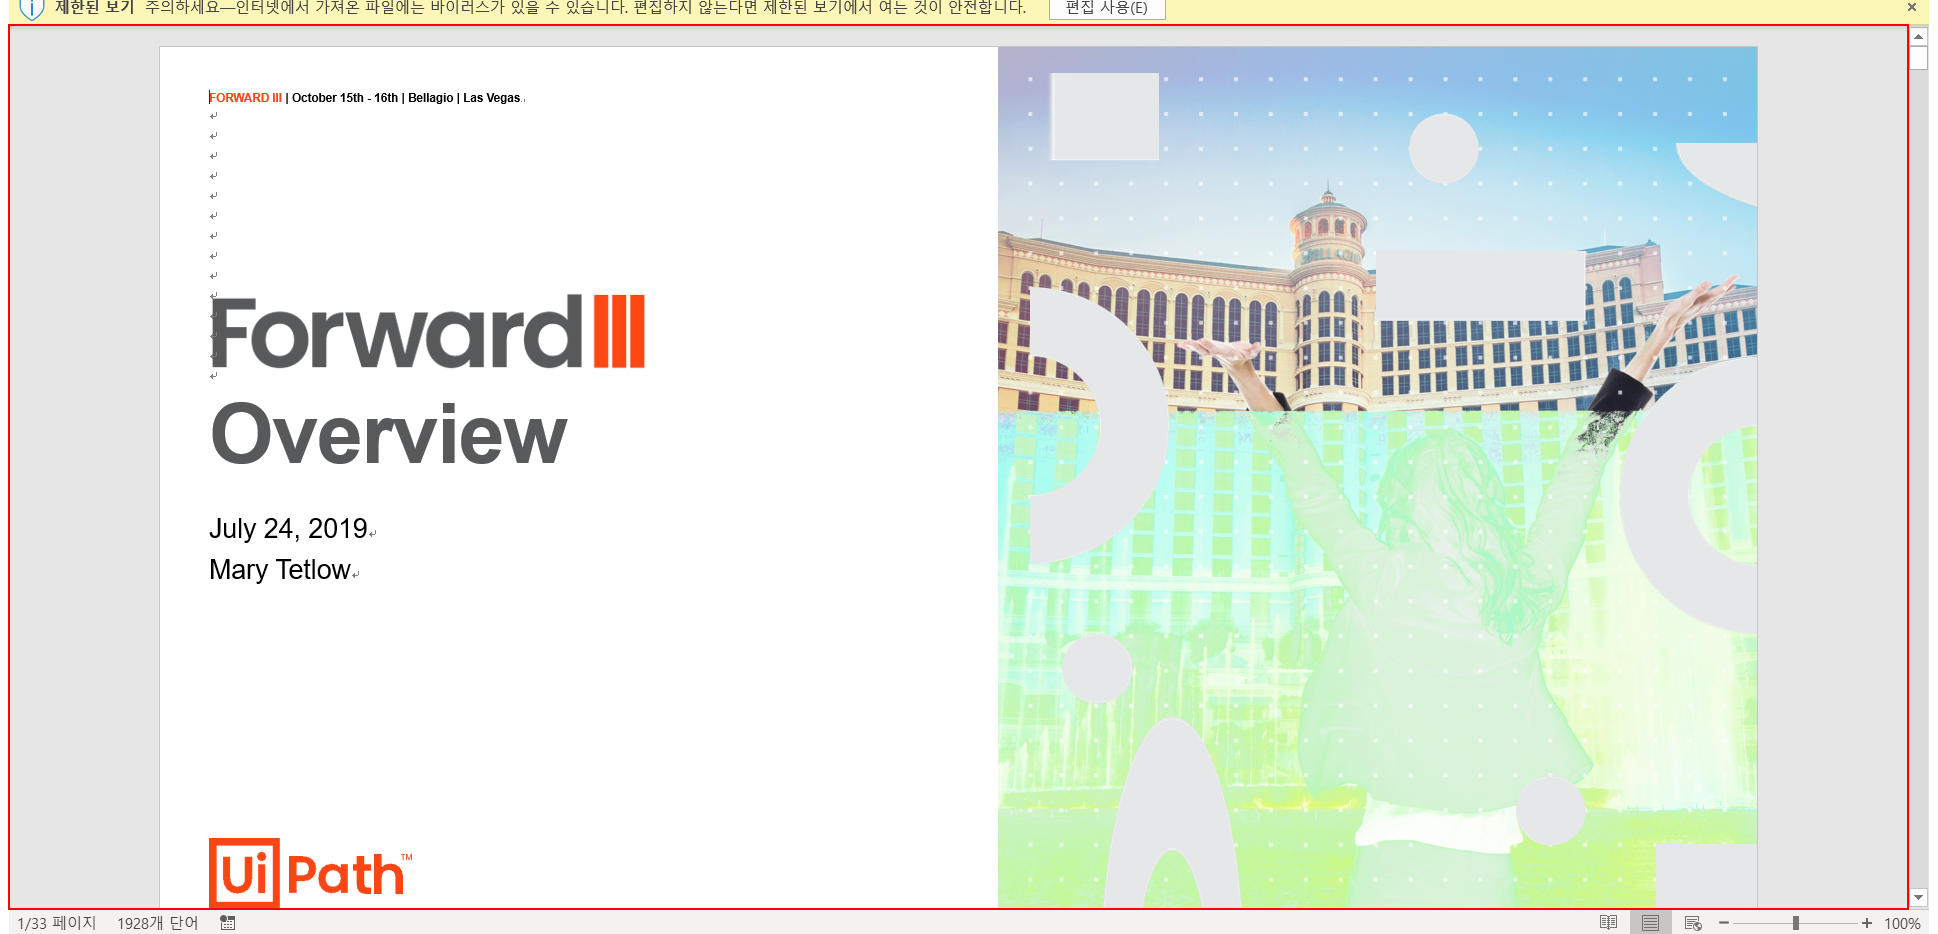 제한된 보기 주의하세요—인터넷에서 가져온 파일에는 바이러스가 있을 수 있습니다. 편집하지 않는다면 제한된 보기에서 여는 것이 안전합니다. 편집 사용(E)
FORWARD III | October 15th - 16th | Bellagio | Las Vegas
BELLAGIO
Forward III
Overview
July 24, 2019
Mary Tetlow
UiPath™
1/33 페이지 1928개 단어 100%